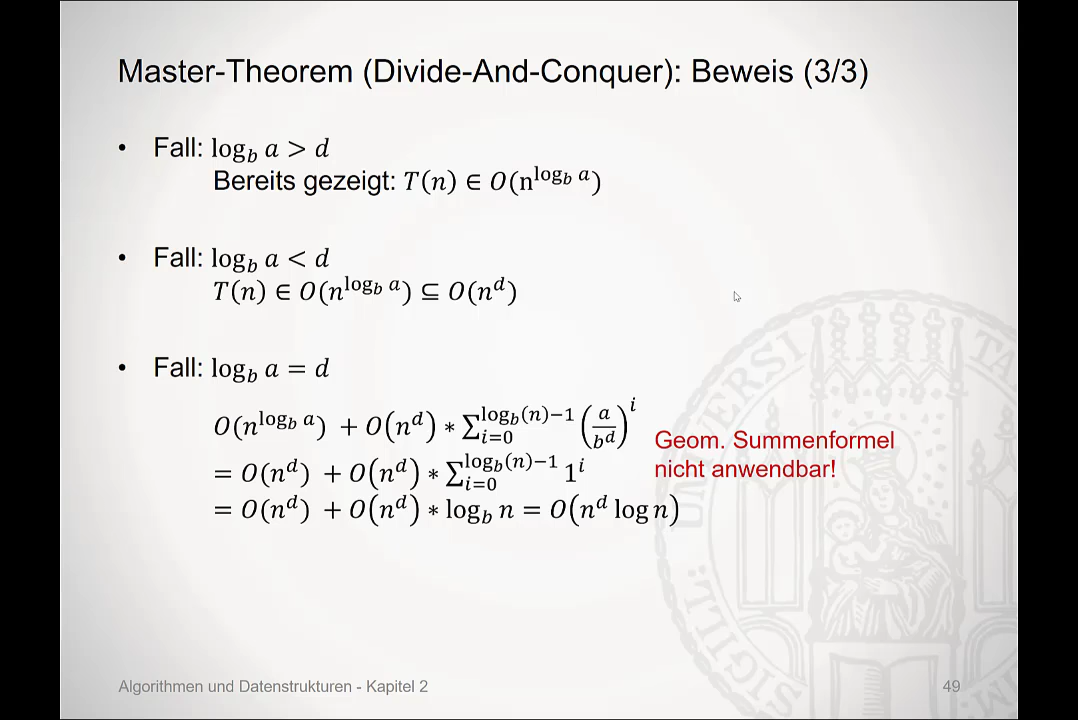 Master-Theorem (Divide-And-Conquer): Beweis (3/3)
• Fall: log_b a > d
Bereits gezeigt: T(n) ∈ O(n^{log_b a})
• Fall: log_b a < d
T(n) ∈ O(n^{log_b a}) ⊆ O(n^d)
• Fall: log_b a = d
O(n^{log_b a}) + O(n^d) * ∑_{i=0}^{log_b(n)−1} (a/b^d)^i
= O(n^d) + O(n^d) * ∑_{i=0}^{log_b(n)−1} 1^i
= O(n^d) + O(n^d) * log_b n = O(n^d log n)
Geom. Summenformel
nicht anwendbar!
Algorithmen und Datenstrukturen - Kapitel 2
49